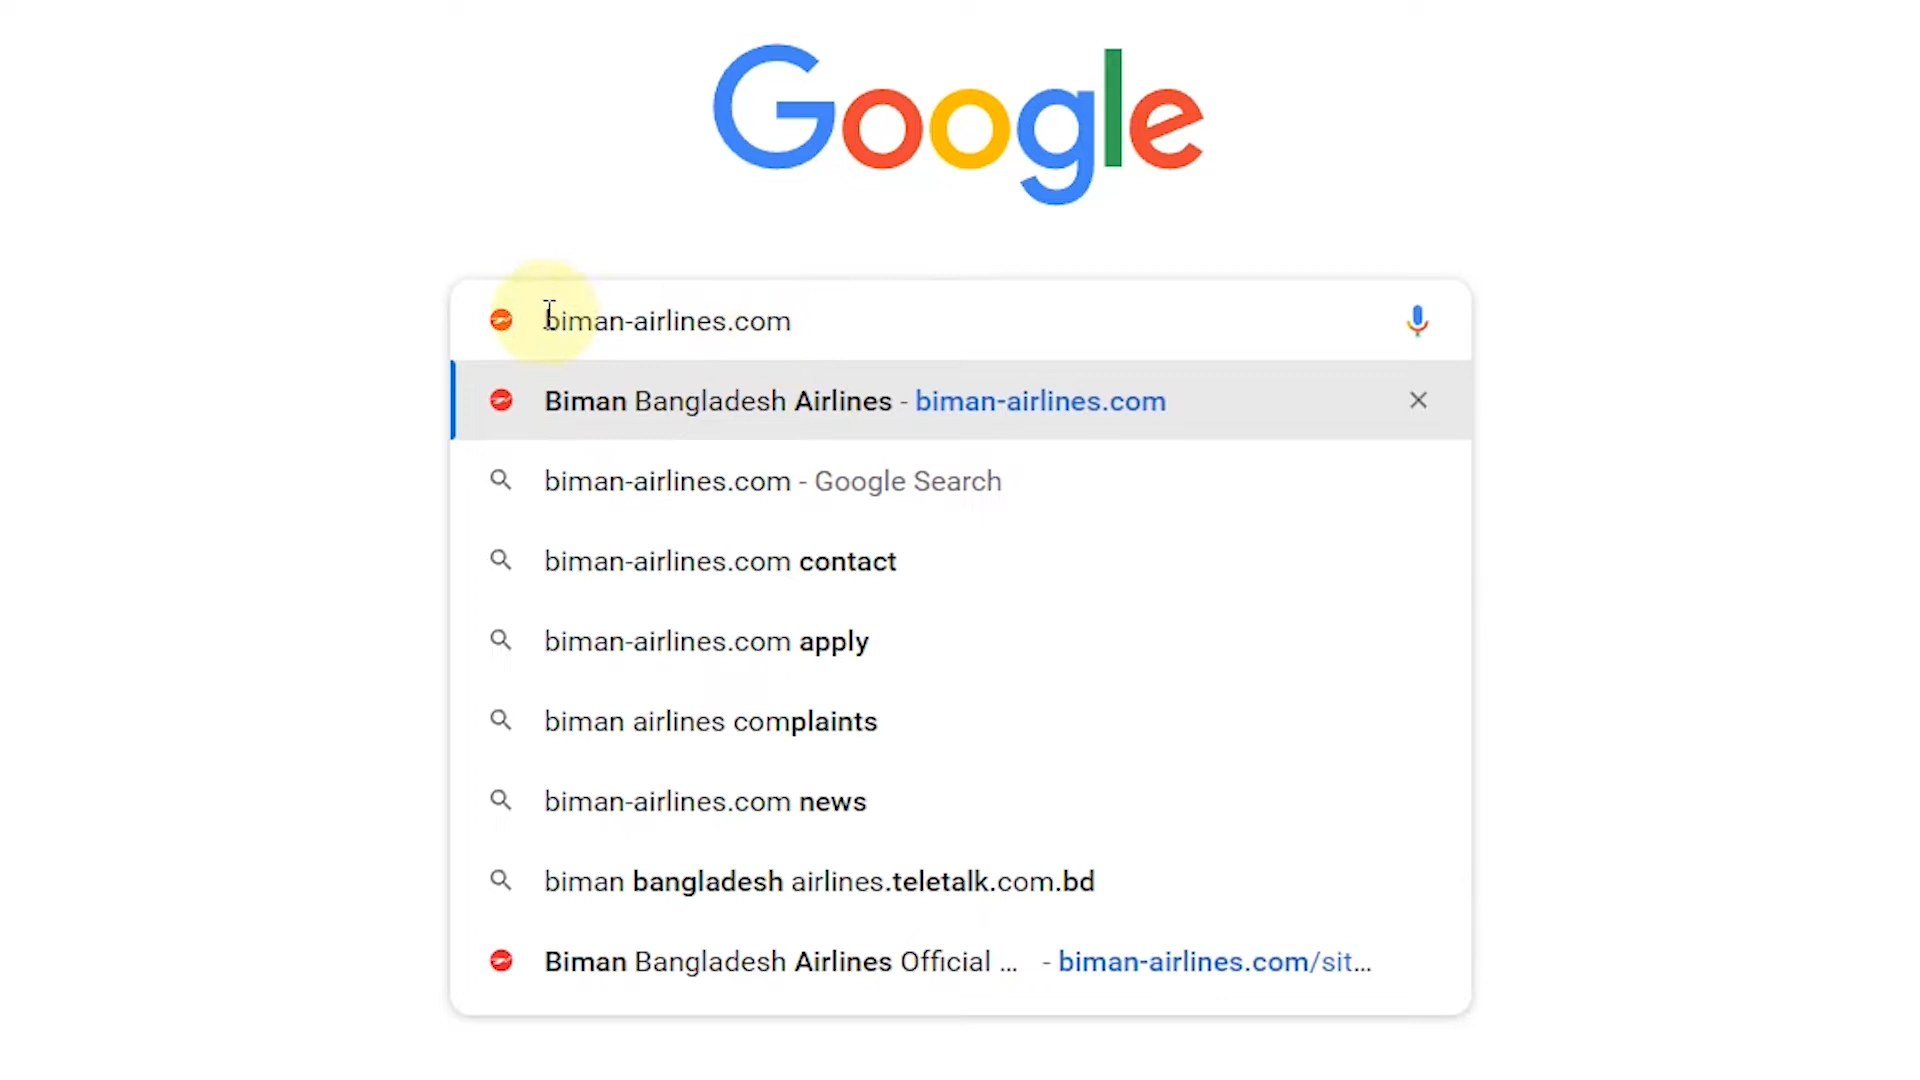 Google
biman-airlines.com
Biman Bangladesh Airlines - biman-airlines.com
biman-airlines.com - Google Search
biman-airlines.com contact
biman-airlines.com apply
biman airlines complaints
biman-airlines.com news
biman bangladesh airlines.teletalk.com.bd
Biman Bangladesh Airlines Official ... - biman-airlines.com/sit...